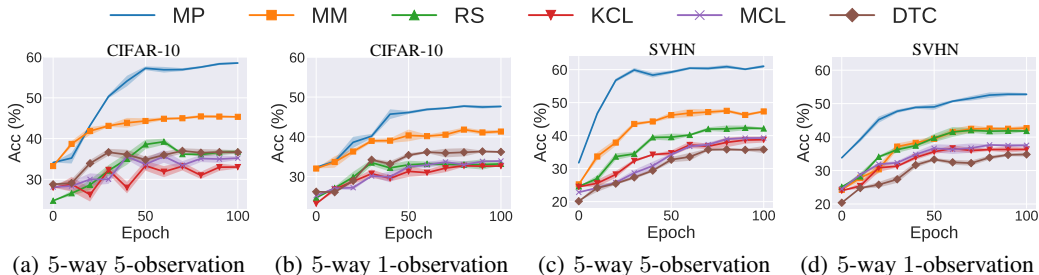 MP MM RS KCL MCL DTC
CIFAR-10 CIFAR-10 SVHN SVHN
Acc (%) 60 50 40 30 0 50 100 Epoch
Acc (%) 60 50 40 30 0 50 100 Epoch
Acc (%) 60 50 40 30 20 0 50 100 Epoch
Acc (%) 60 50 40 30 20 0 50 100 Epoch
(a) 5-way 5-observation (b) 5-way 1-observation (c) 5-way 5-observation (d) 5-way 1-observation